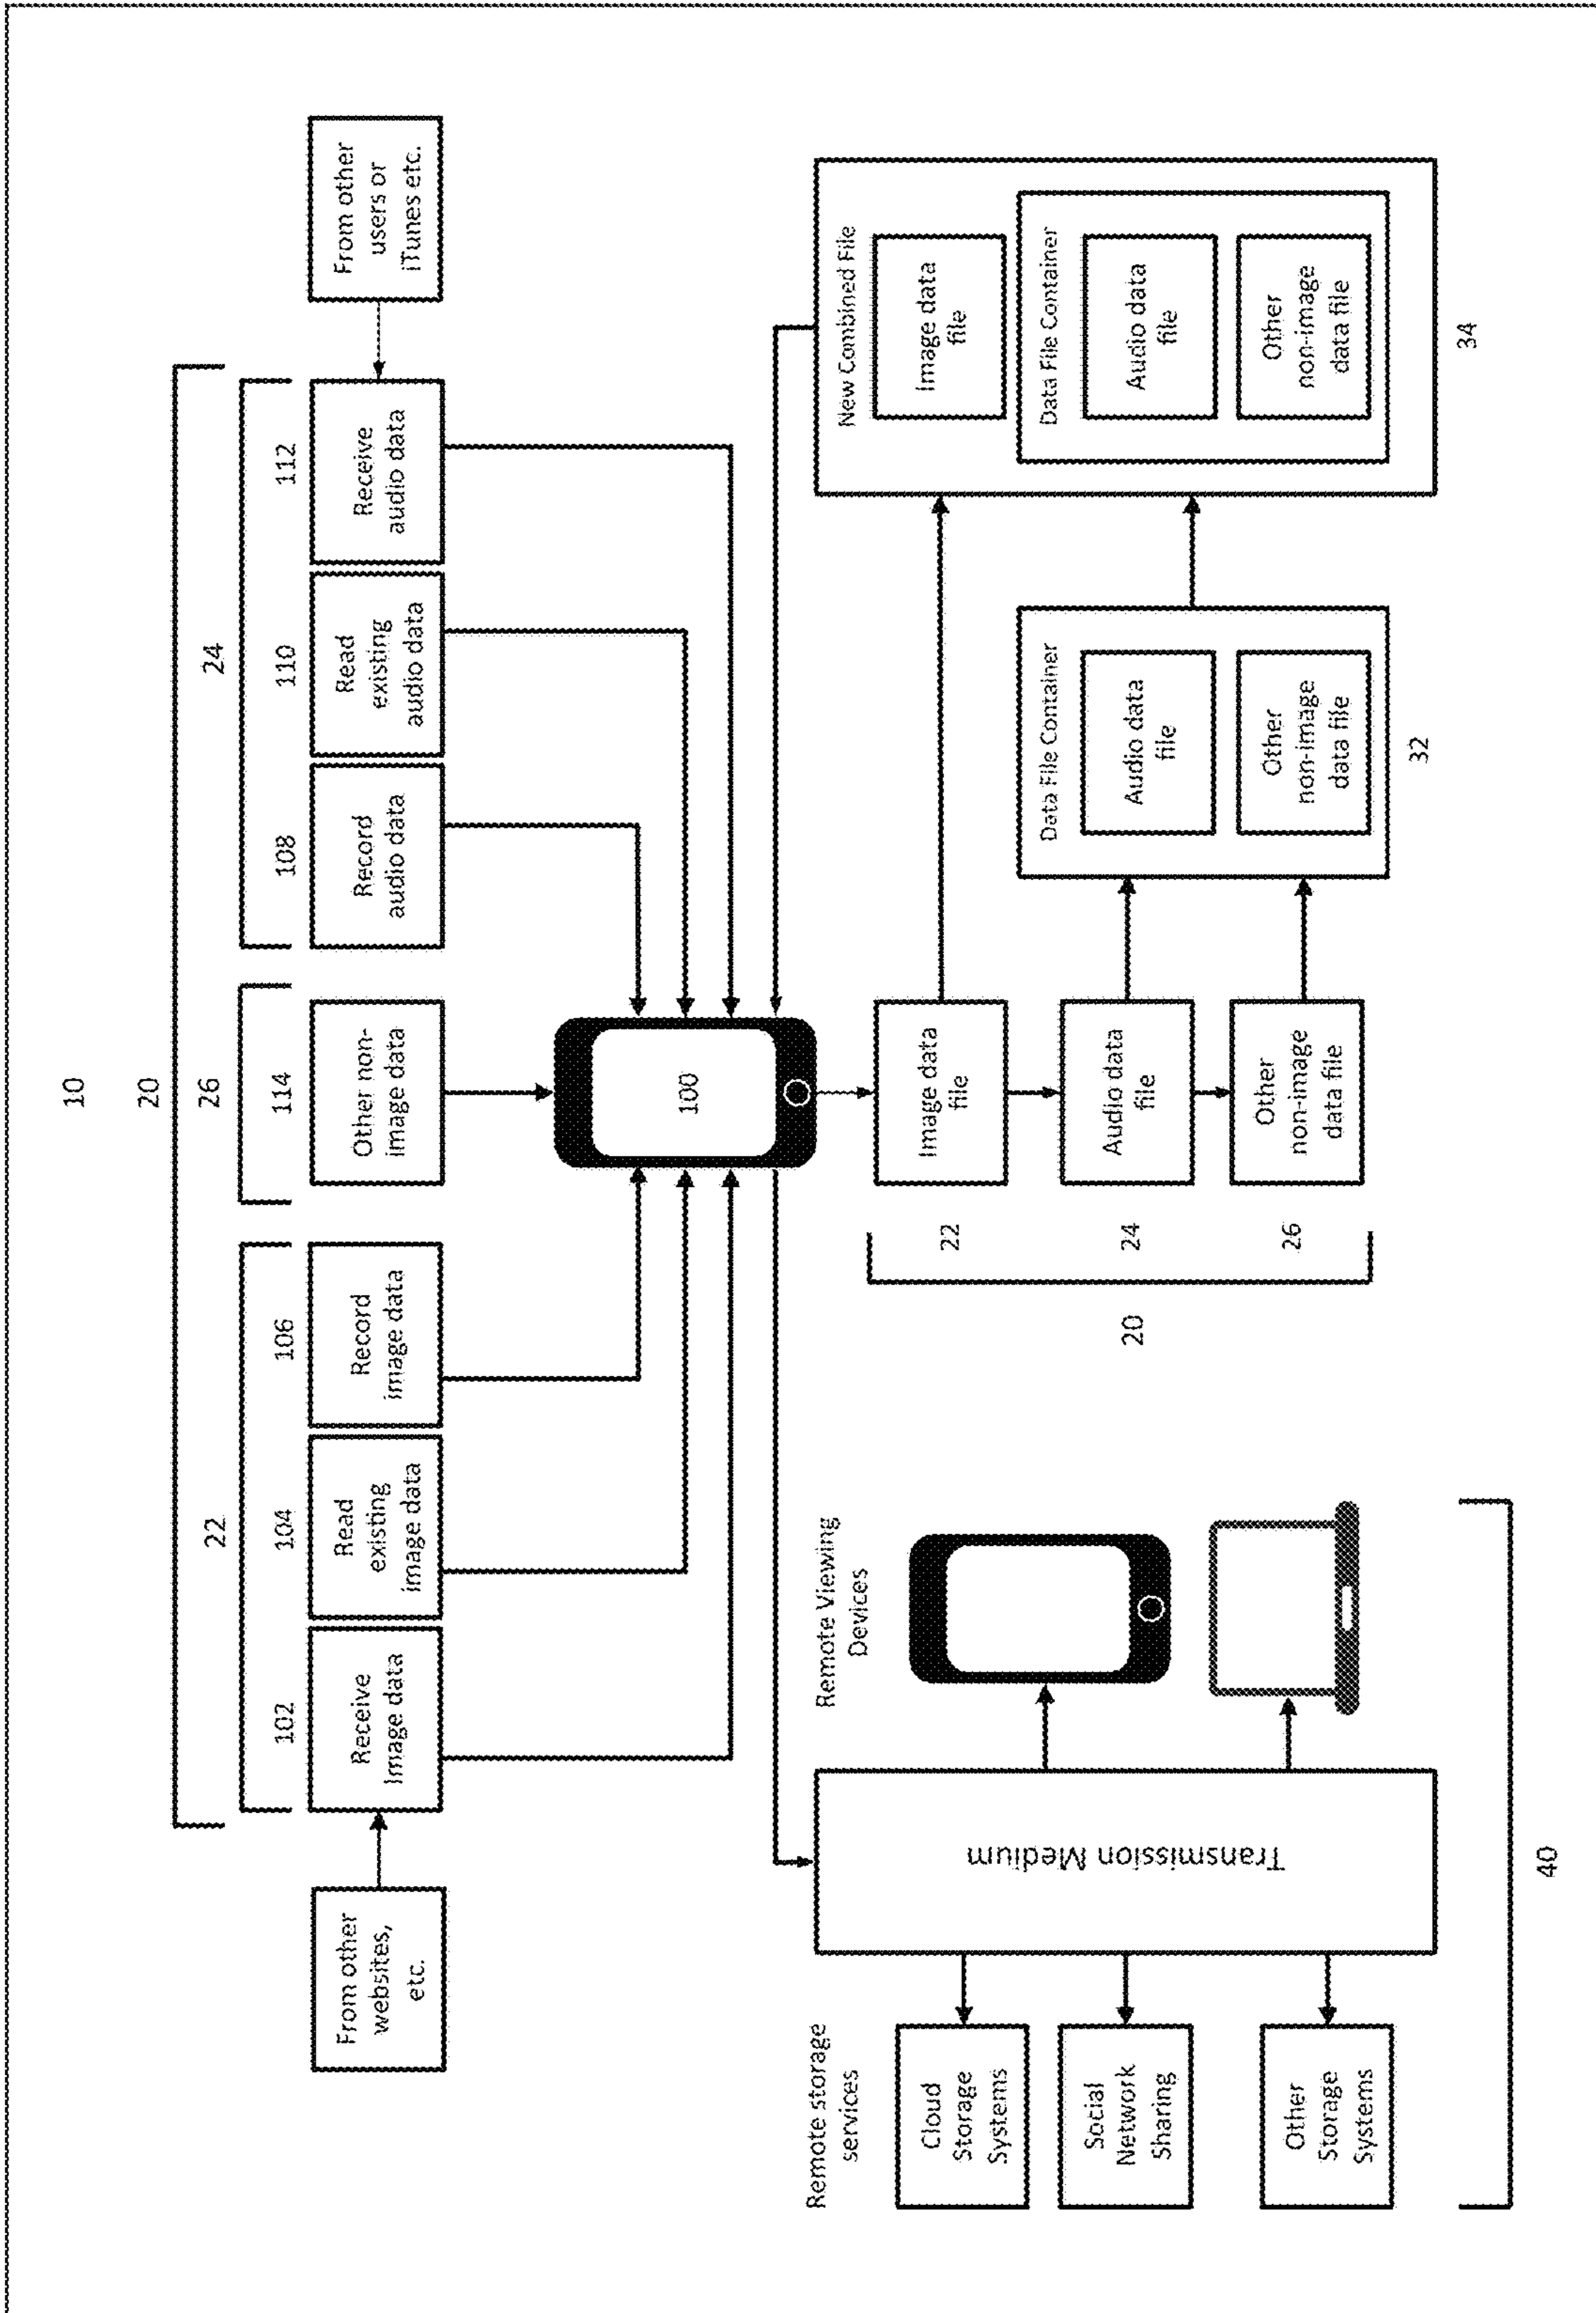 10
20
22
26
24
102
104
106
114
108
110
112
From other
websites,
etc.
Receive
image data
Read
existing
image data
Record
image data
Other non-
image data
Record
audio data
Read
existing
audio data
Receive
audio data
From other
users or
iTunes etc.
100
Remote storage
services
Cloud
Storage
Systems
Social
Network
Sharing
Other
Storage
Systems
Transmission Medium
Remote Viewing
Devices
40
20
22
24
26
Image data
file
Audio data
file
Other
non-image
data file
Data File Container
Audio data
file
Other
non-image
data file
32
New Combined File
Image data
file
Data File Container
Audio data
file
Other
non-image
data file
34